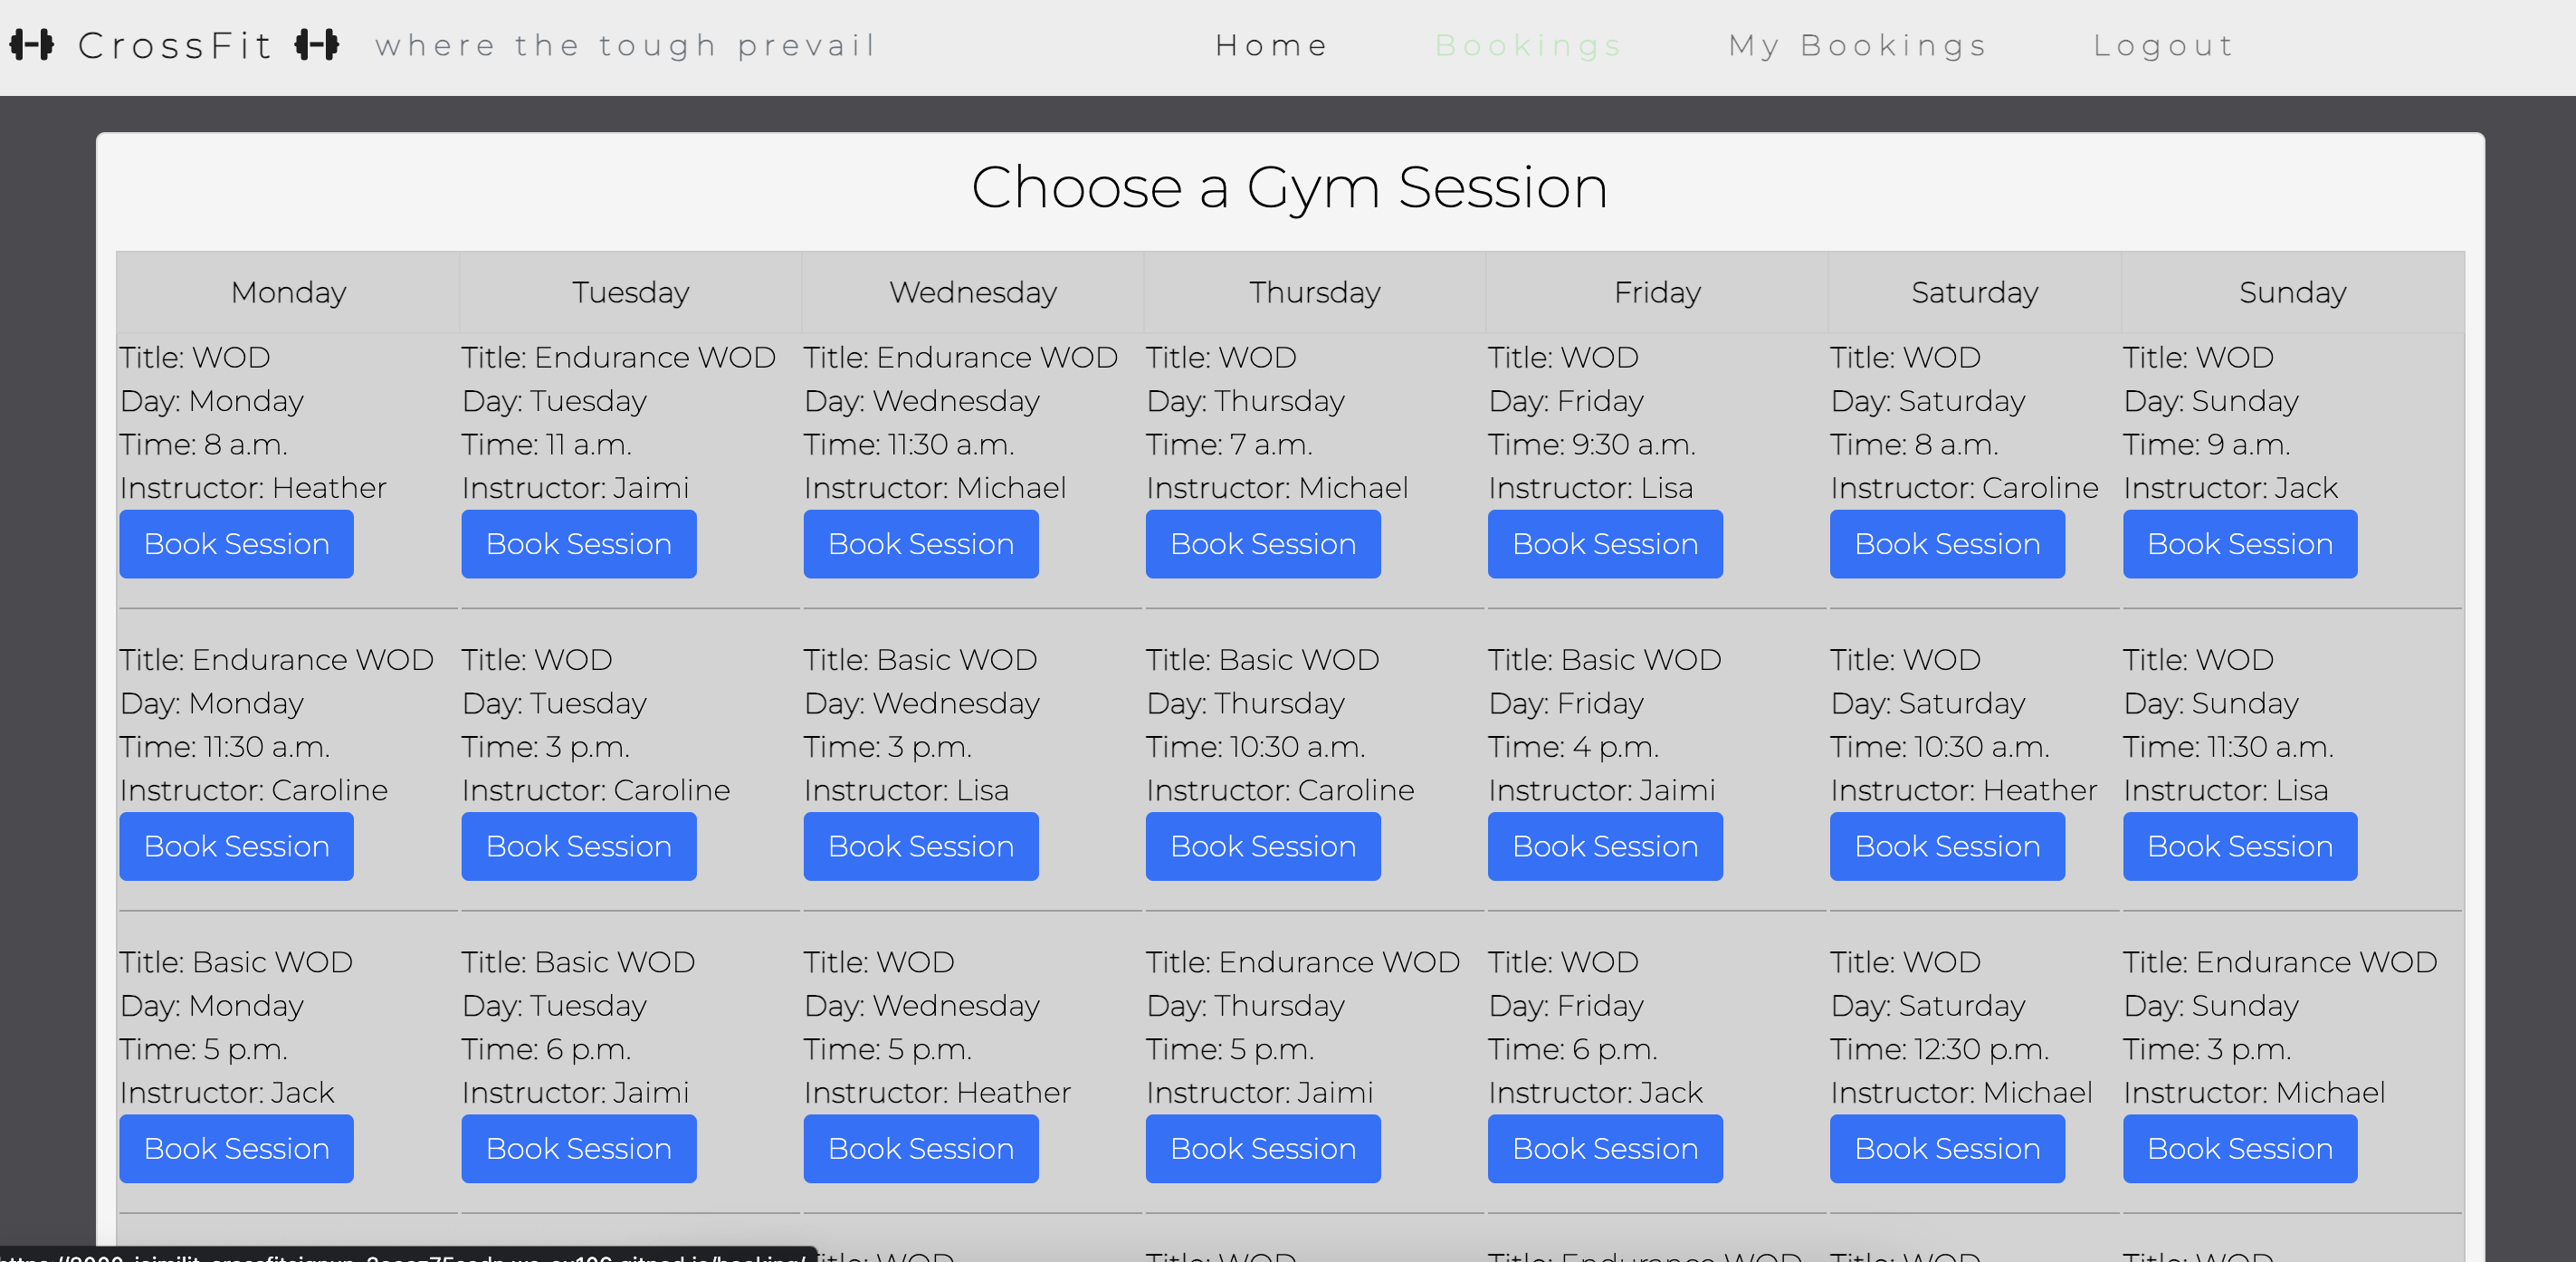 CrossFit where the tough prevail Home Bookings My Bookings Logout
Choose a Gym Session
Monday Tuesday Wednesday Thursday Friday Saturday Sunday
Title: WOD
Day: Monday
Time: 8 a.m.
Instructor: Heather
Book Session
Title: Endurance WOD
Day: Tuesday
Time: 11 a.m.
Instructor: Jaimi
Book Session
Title: Endurance WOD
Day: Wednesday
Time: 11:30 a.m.
Instructor: Michael
Book Session
Title: WOD
Day: Thursday
Time: 7 a.m.
Instructor: Michael
Book Session
Title: WOD
Day: Friday
Time: 9:30 a.m.
Instructor: Lisa
Book Session
Title: WOD
Day: Saturday
Time: 8 a.m.
Instructor: Caroline
Book Session
Title: WOD
Day: Sunday
Time: 9 a.m.
Instructor: Jack
Book Session
Title: Endurance WOD
Day: Monday
Time: 11:30 a.m.
Instructor: Caroline
Book Session
Title: WOD
Day: Tuesday
Time: 3 p.m.
Instructor: Caroline
Book Session
Title: Basic WOD
Day: Wednesday
Time: 3 p.m.
Instructor: Lisa
Book Session
Title: Basic WOD
Day: Thursday
Time: 10:30 a.m.
Instructor: Caroline
Book Session
Title: Basic WOD
Day: Friday
Time: 4 p.m.
Instructor: Jaimi
Book Session
Title: WOD
Day: Saturday
Time: 10:30 a.m.
Instructor: Heather
Book Session
Title: WOD
Day: Sunday
Time: 11:30 a.m.
Instructor: Lisa
Book Session
Title: Basic WOD
Day: Monday
Time: 5 p.m.
Instructor: Jack
Book Session
Title: Basic WOD
Day: Tuesday
Time: 6 p.m.
Instructor: Jaimi
Book Session
Title: WOD
Day: Wednesday
Time: 5 p.m.
Instructor: Heather
Book Session
Title: Endurance WOD
Day: Thursday
Time: 5 p.m.
Instructor: Jaimi
Book Session
Title: WOD
Day: Friday
Time: 6 p.m.
Instructor: Jack
Book Session
Title: WOD
Day: Saturday
Time: 12:30 p.m.
Instructor: Michael
Book Session
Title: Endurance WOD
Day: Sunday
Time: 3 p.m.
Instructor: Michael
Book Session
Title: WOD
Title: WOD
Title: Endurance WOD
Title: WOD
Title: WOD